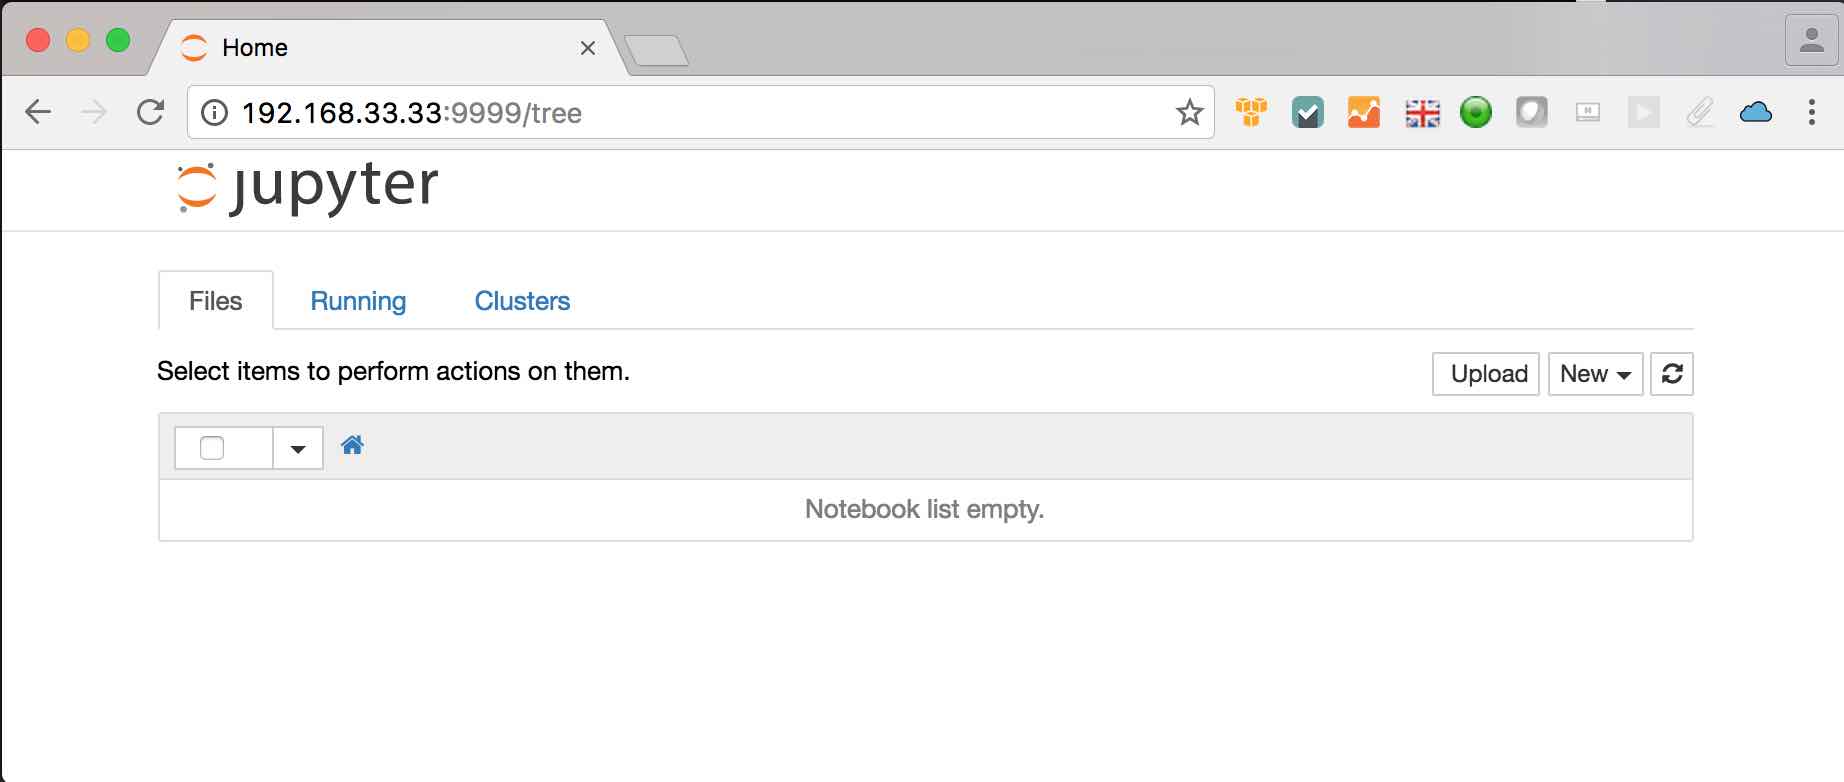 Home
192.168.33.33:9999/tree
jupyter
Files Running Clusters
Select items to perform actions on them.
Upload New
Notebook list empty.